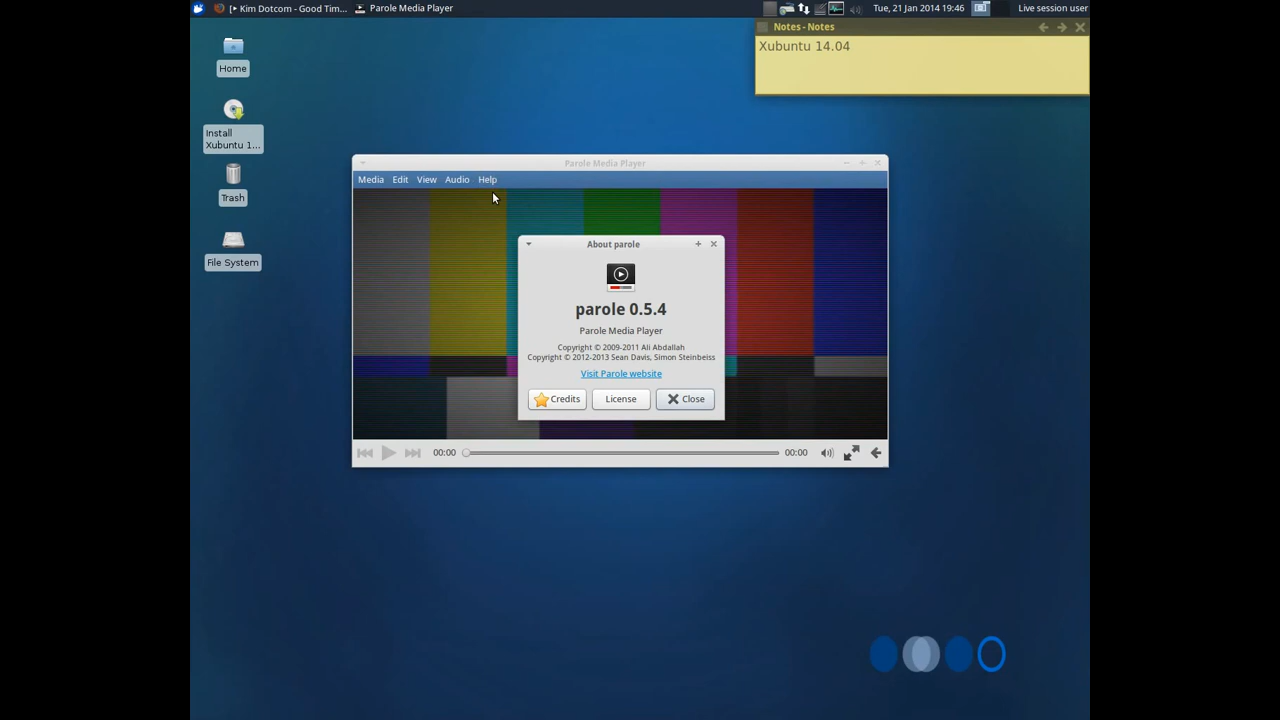 [▸ Kim Dotcom - Good Tim...
Parole Media Player
Tue, 21 Jan 2014 19:46
Live session user
Notes - Notes
Xubuntu 14.04
Home
Install
Xubuntu 1...
Trash
File System
Parole Media Player
Media Edit View Audio Help
About parole
parole 0.5.4
Parole Media Player
Copyright © 2009-2011 Ali Abdallah
Copyright © 2012-2013 Sean Davis, Simon Steinbeiss
Visit Parole website
Credits License Close
00:00 00:00